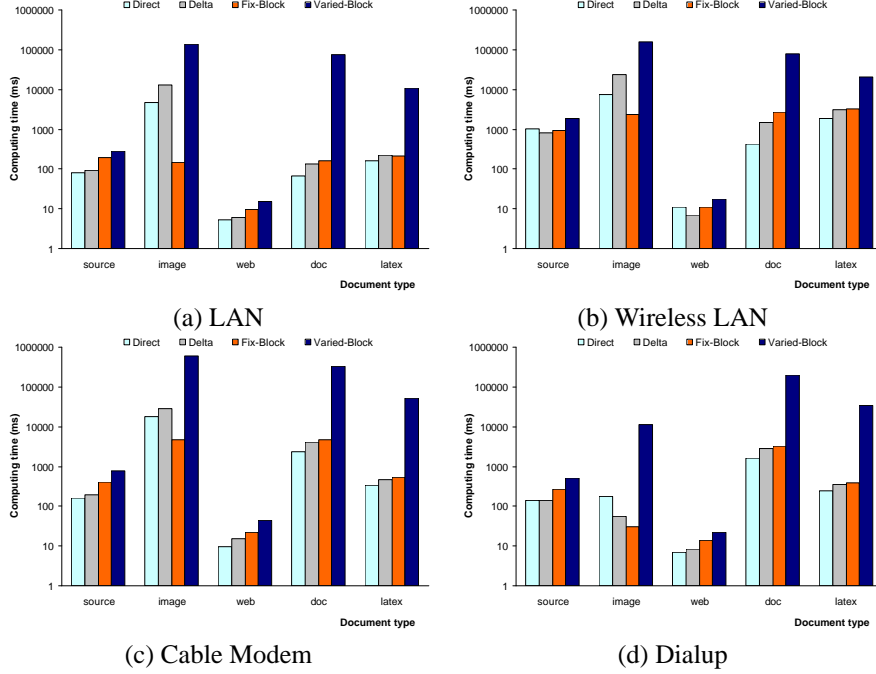 Direct Delta Fix-Block Varied-Block
Computing time (ms)
1000000
100000
10000
1000
100
10
1
source image web doc latex
Document type
(a) LAN
Direct Delta Fix-Block Varied-Block
Computing time (ms)
1000000
100000
10000
1000
100
10
1
source image web doc latex
Document type
(b) Wireless LAN
Direct Delta Fix-Block Varied-Block
Computing time (ms)
1000000
100000
10000
1000
100
10
1
source image web doc latex
Document type
(c) Cable Modem
Direct Delta Fix-Block Varied-Block
Computing time (ms)
1000000
100000
10000
1000
100
10
1
source image web doc latex
Document type
(d) Dialup